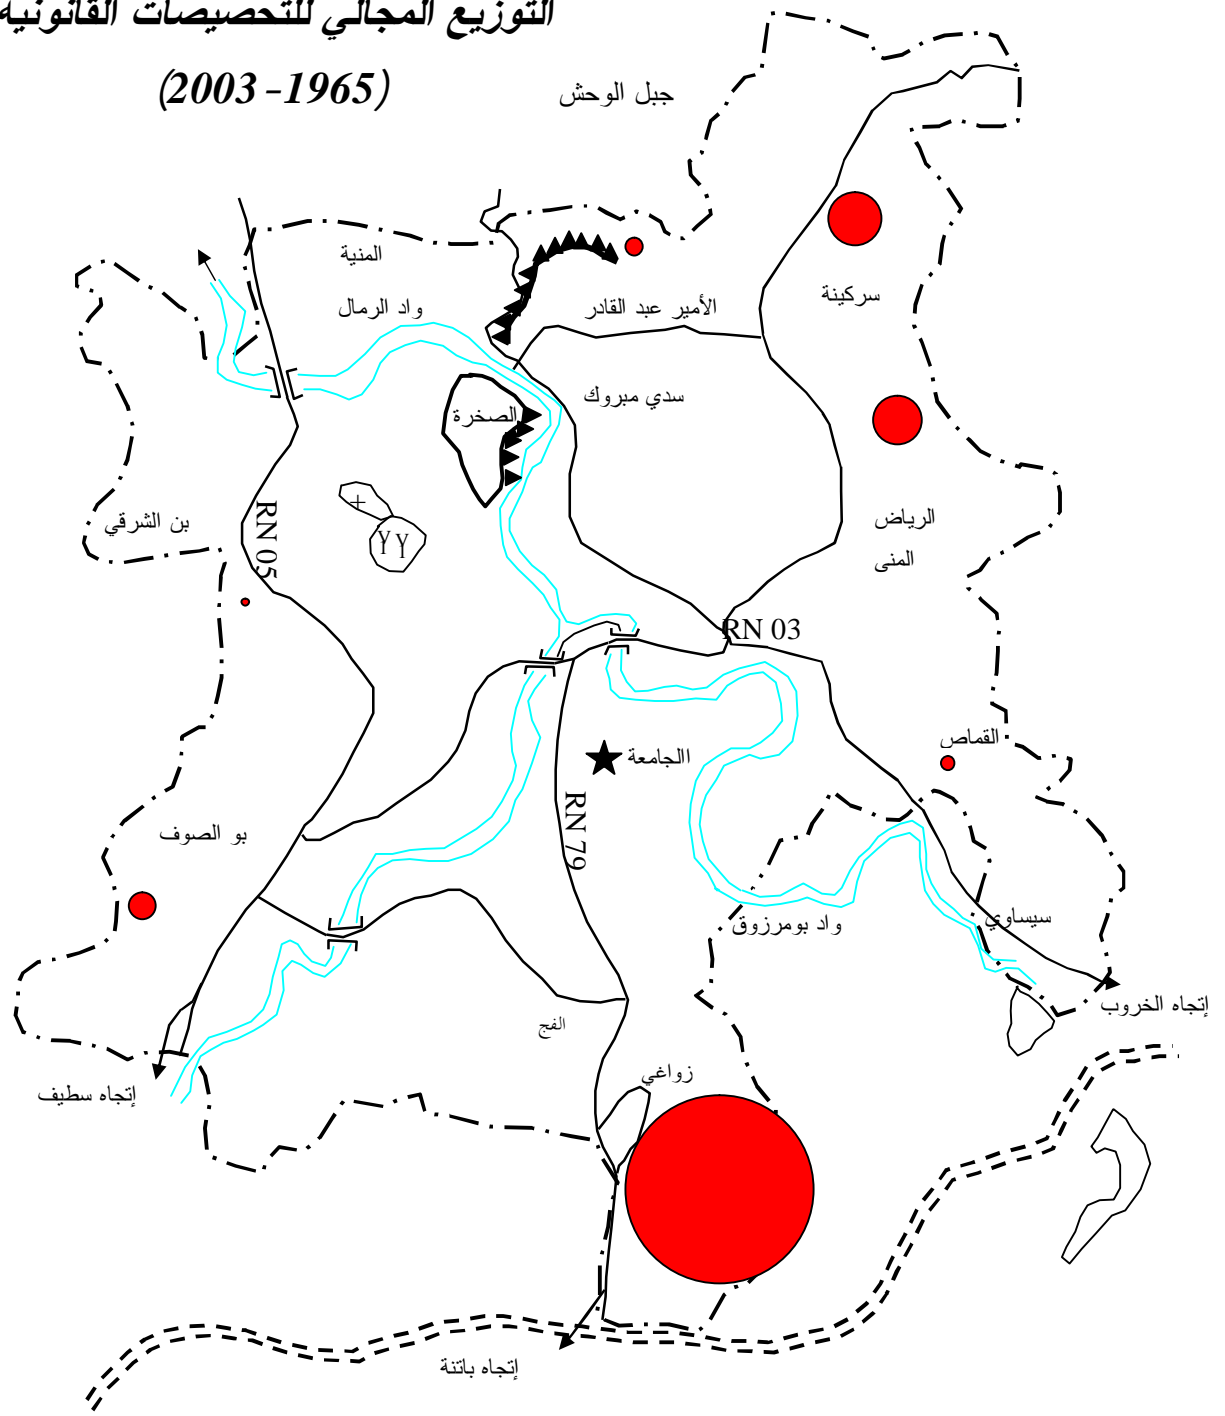 التوزيع المجالي للتحصيصات القانونية
(2003 -1965)
جبل الوحش
المنية
سركينة
واد الرمال
الأمير عبد القادر
سدي مبروك
الصخرة
بن الشرقي
RN 05
الرياض
المنى
RN 03
القماص
االجامعة
RN 79
بو الصوف
سيساوي
واد بومرزوق
إتجاه الخروب
الفج
زواغي
إتجاه سطيف
إتجاه باتنة